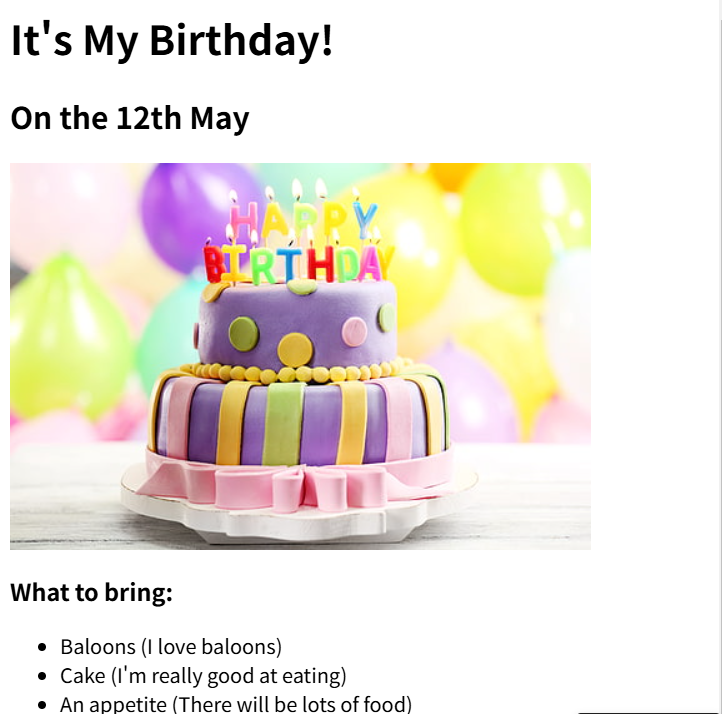 It's My Birthday!
On the 12th May
HAPPY
BIRTHDAY
What to bring:
Baloons (I love baloons)
Cake (I'm really good at eating)
An appetite (There will be lots of food)